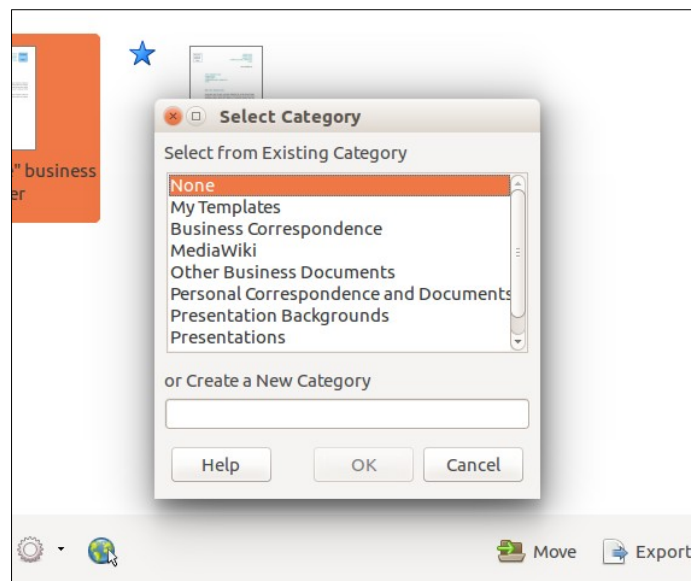 " business
er
Select Category
Select from Existing Category
None
My Templates
Business Correspondence
MediaWiki
Other Business Documents
Personal Correspondence and Documents
Presentation Backgrounds
Presentations
or Create a New Category
Help OK Cancel
Move Export